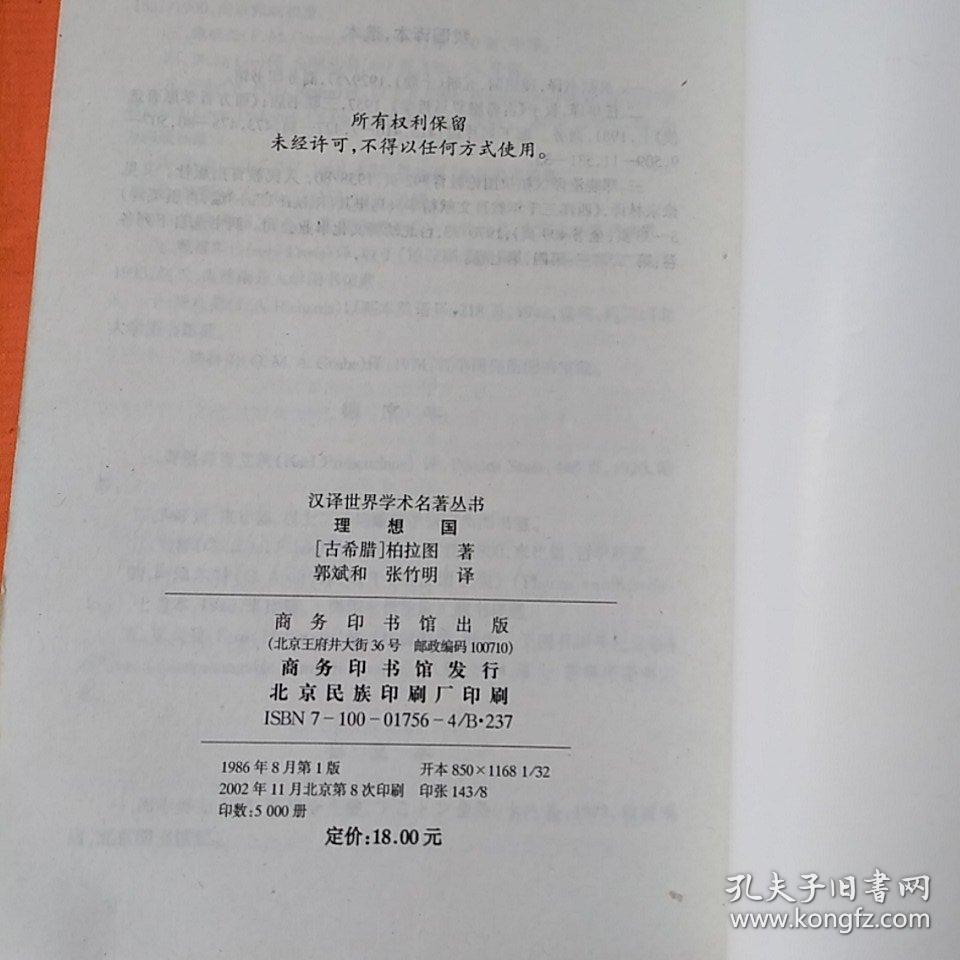 所有权利保留
未经许可,不得以任何方式使用。
汉译世界学术名著丛书
理想国
[古希腊]柏拉图 著
郭斌和 张竹明 译
商务印书馆出版
(北京王府井大街36号 邮政编码100710)
商务印书馆发行
北京民族印刷厂印刷
ISBN 7-100-01756-4/B·237
1986年8月第1版 开本 850×1168 1/32
2002年11月北京第8次印刷 印张 143/8
印数:5 000 册
定价:18.00元
孔夫子旧书网
www.kongfz.com